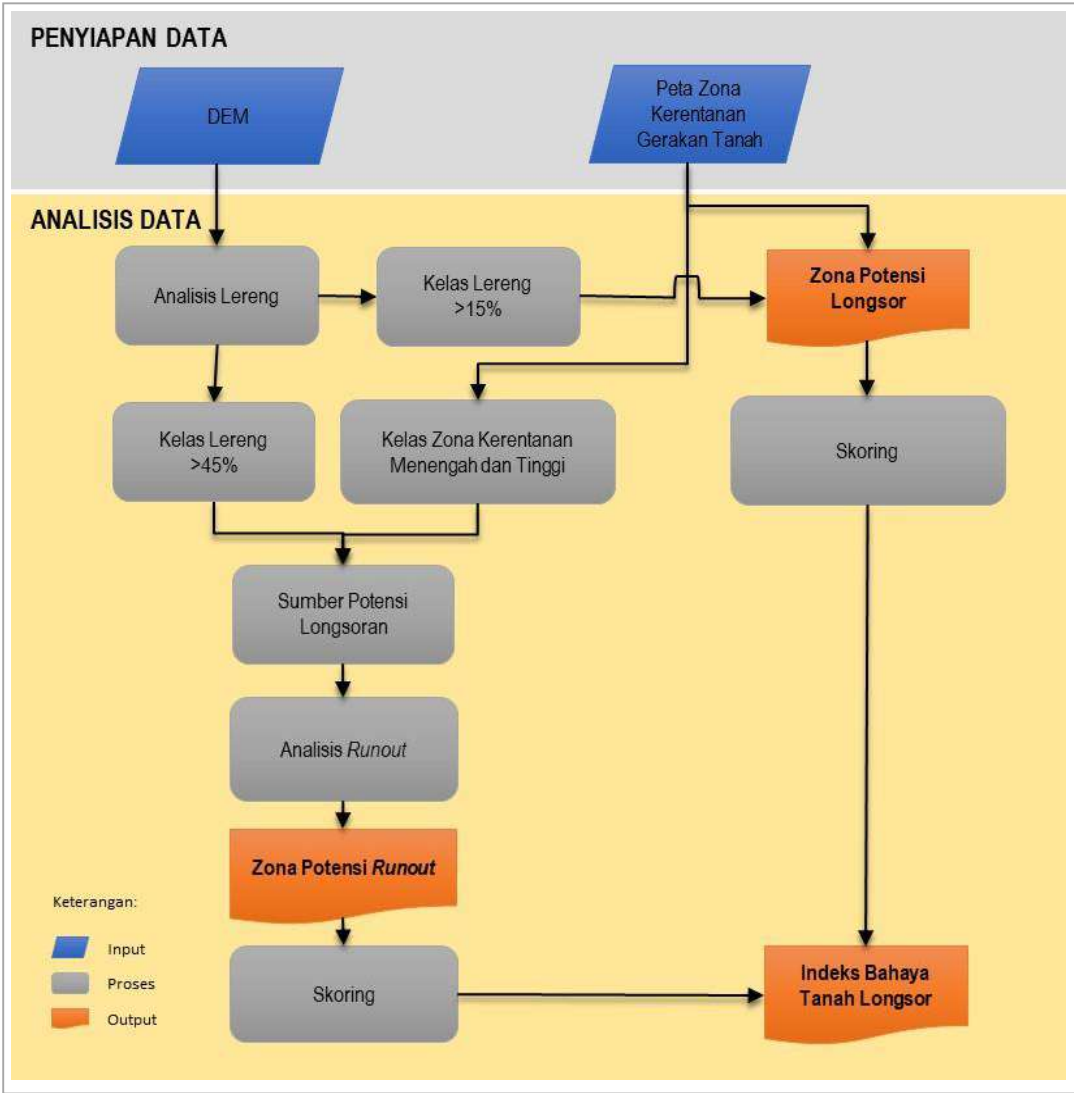 PENYIAPAN DATA
DEM
Peta Zona
Kerentanan
Gerakan Tanah
ANALISIS DATA
Analisis Lereng
Kelas Lereng
>15%
Zona Potensi
Longsor
Kelas Lereng
>45%
Kelas Zona Kerentanan
Menengah dan Tinggi
Skoring
Sumber Potensi
Longsoran
Analisis Runout
Zona Potensi Runout
Keterangan:
Input
Proses
Output
Skoring
Indeks Bahaya
Tanah Longsor